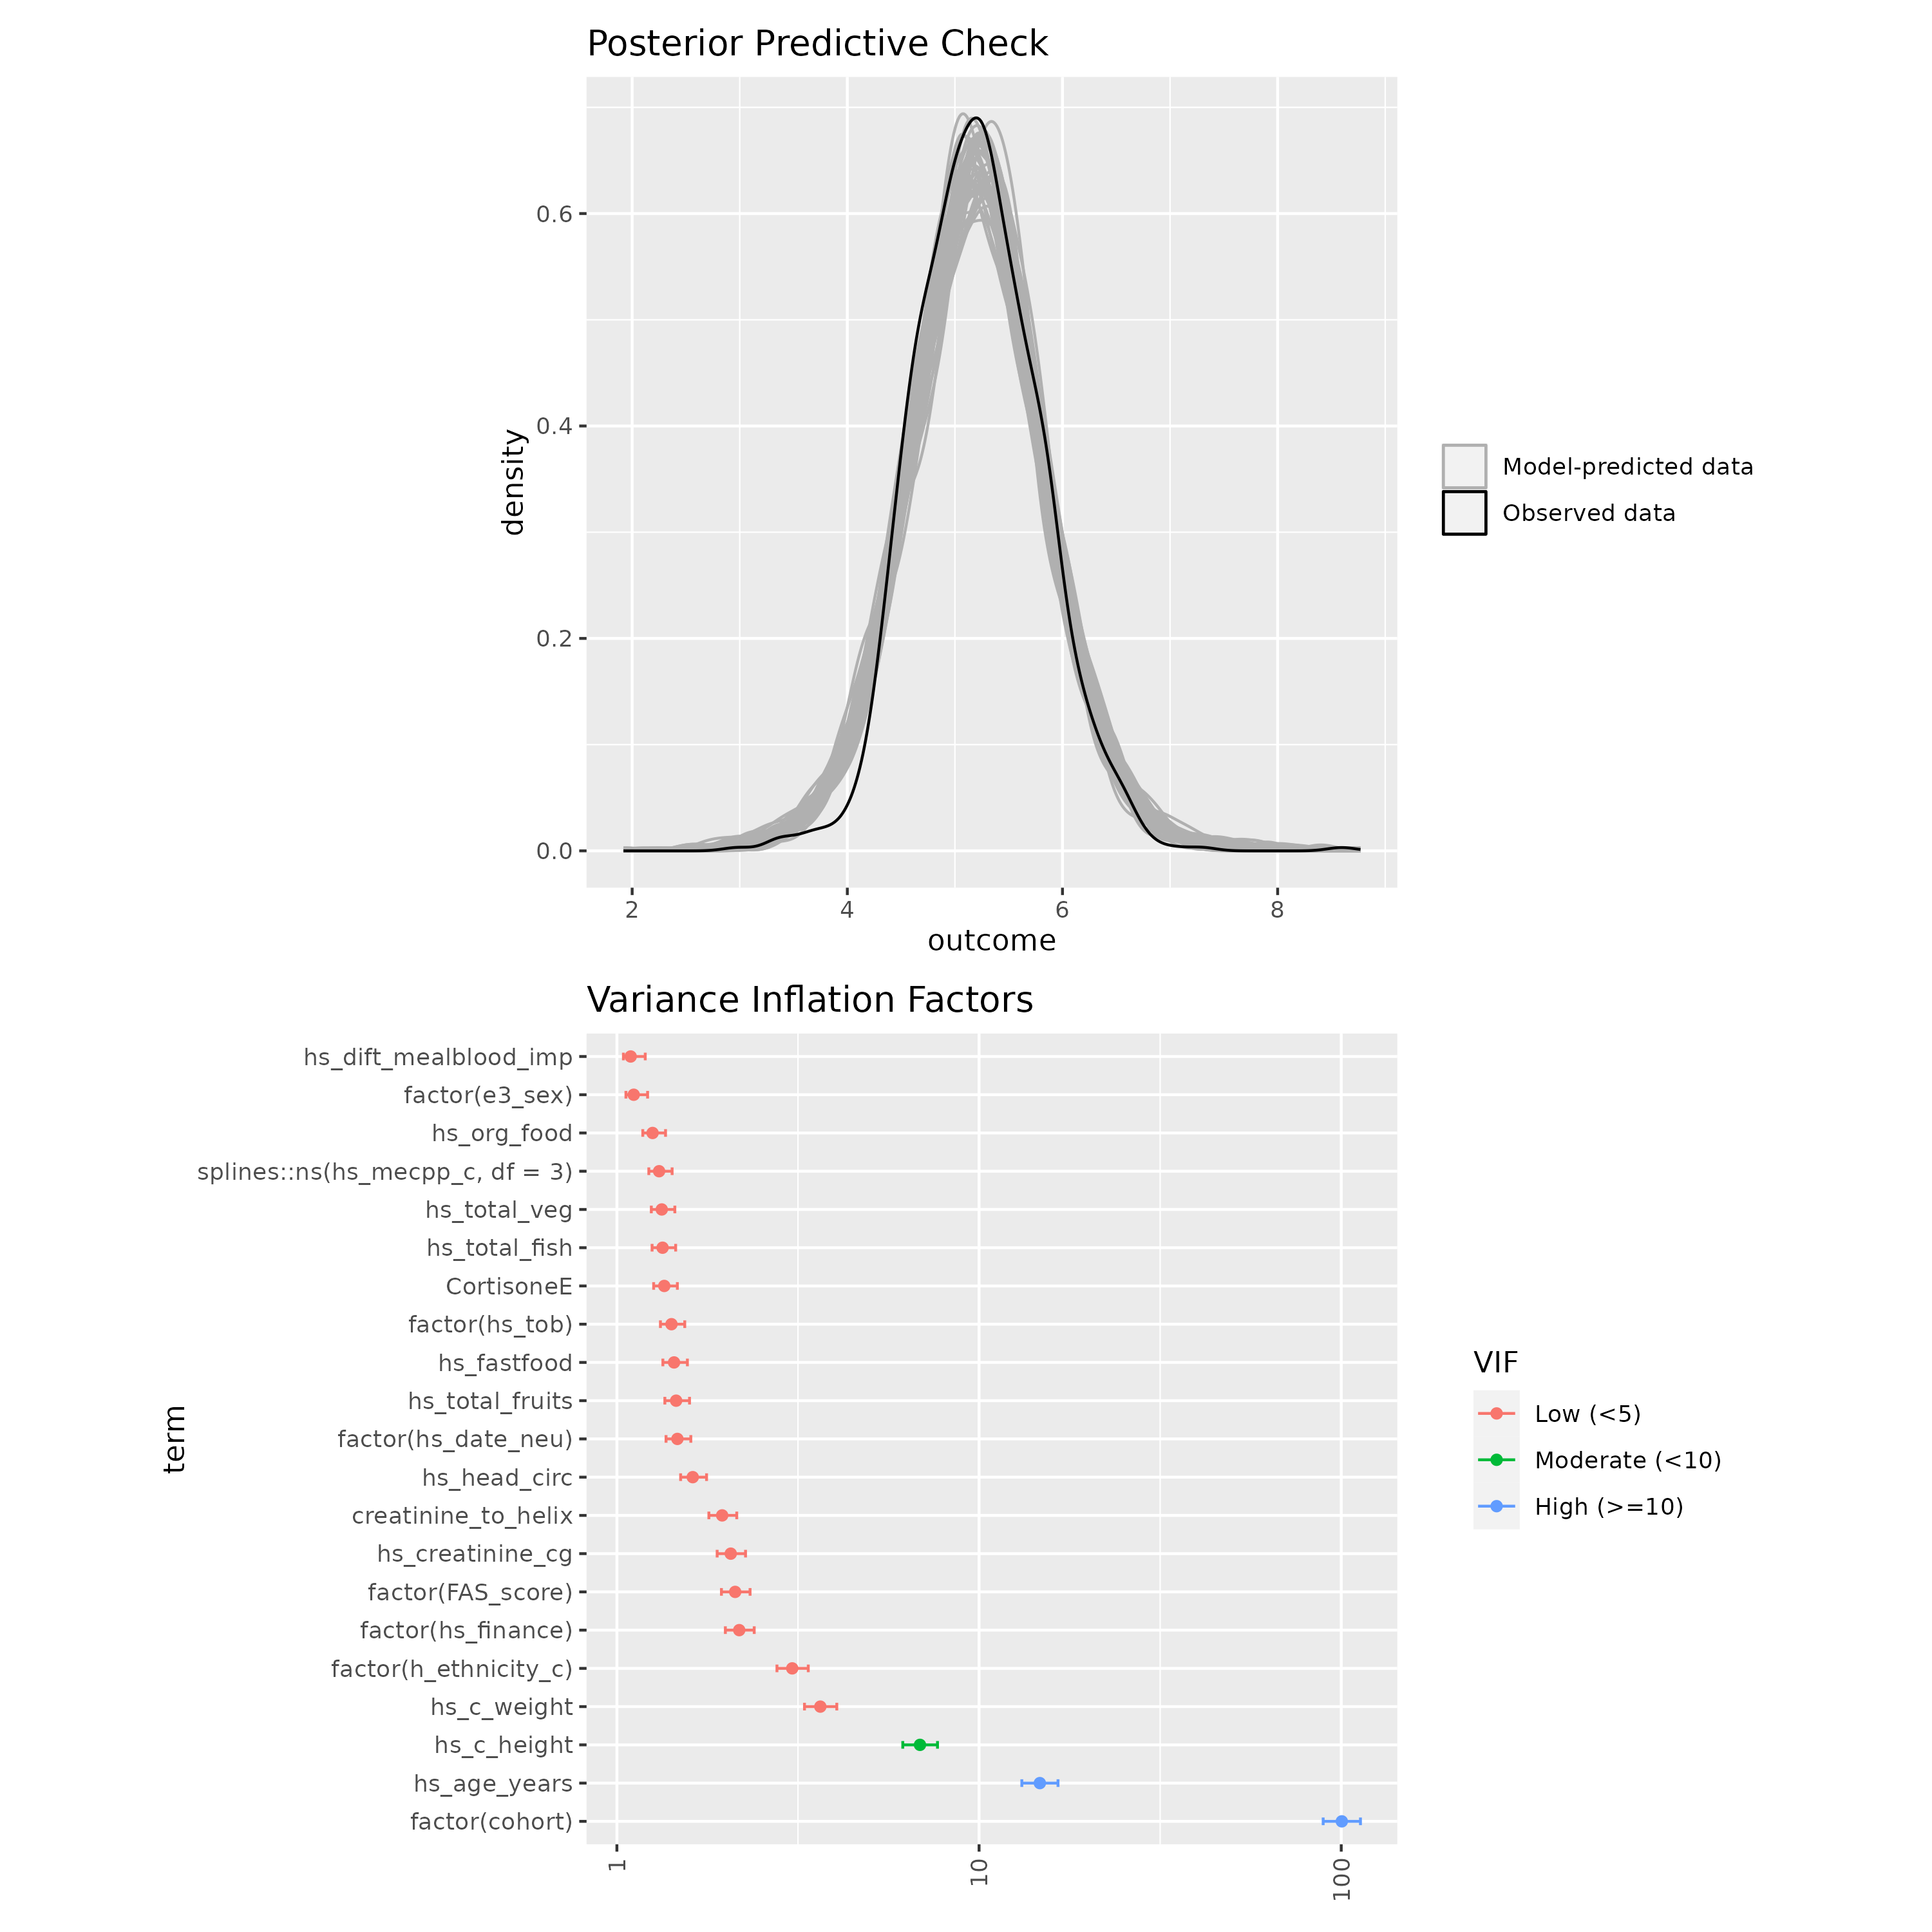 Posterior Predictive Check
density
0.6
0.4
0.2
0.0
2 4 6 8
outcome
Model-predicted data
Observed data
Variance Inflation Factors
term
hs_dift_mealblood_imp
factor(e3_sex)
hs_org_food
splines::ns(hs_mecpp_c, df = 3)
hs_total_veg
hs_total_fish
CortisoneE
factor(hs_tob)
hs_fastfood
hs_total_fruits
factor(hs_date_neu)
hs_head_circ
creatinine_to_helix
hs_creatinine_cg
factor(FAS_score)
factor(hs_finance)
factor(h_ethnicity_c)
hs_c_weight
hs_c_height
hs_age_years
factor(cohort)
1 10 100
VIF
Low (<5)
Moderate (<10)
High (>=10)